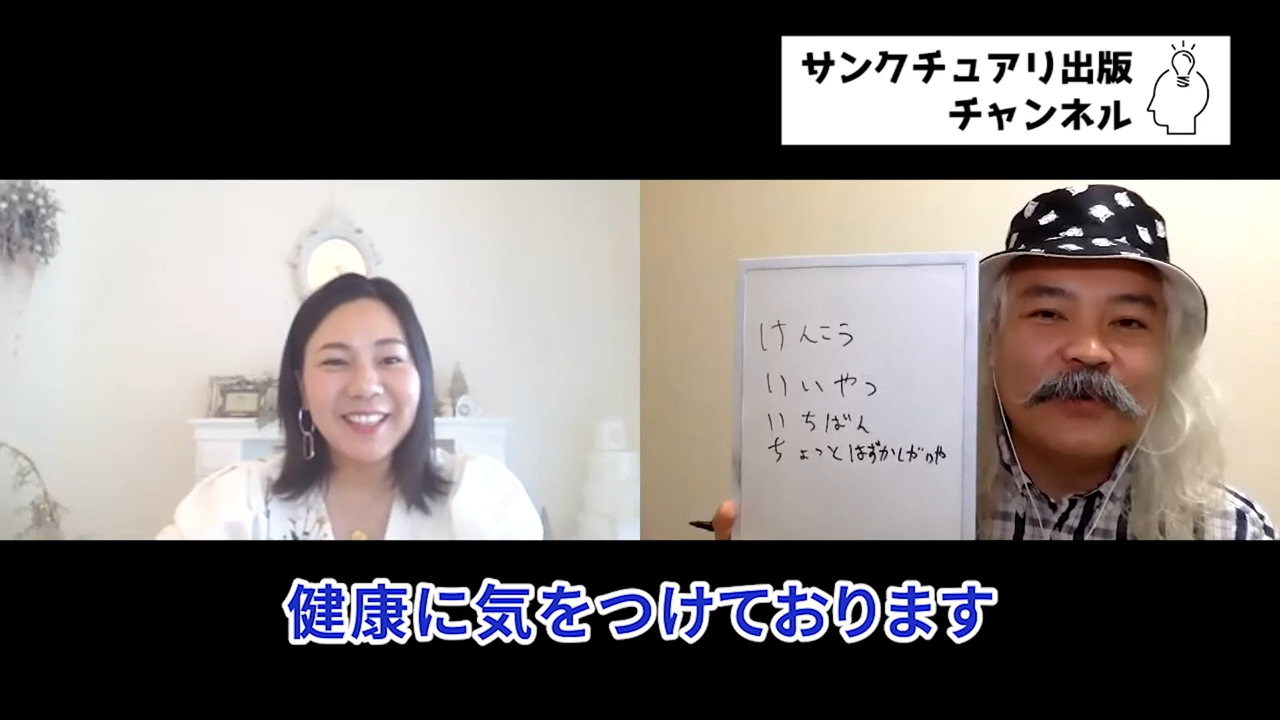 サンクチュアリ出版
チャンネル
けんこう
いいやつ
いちばん
ちょっとはずかしがりや
健康に気をつけております